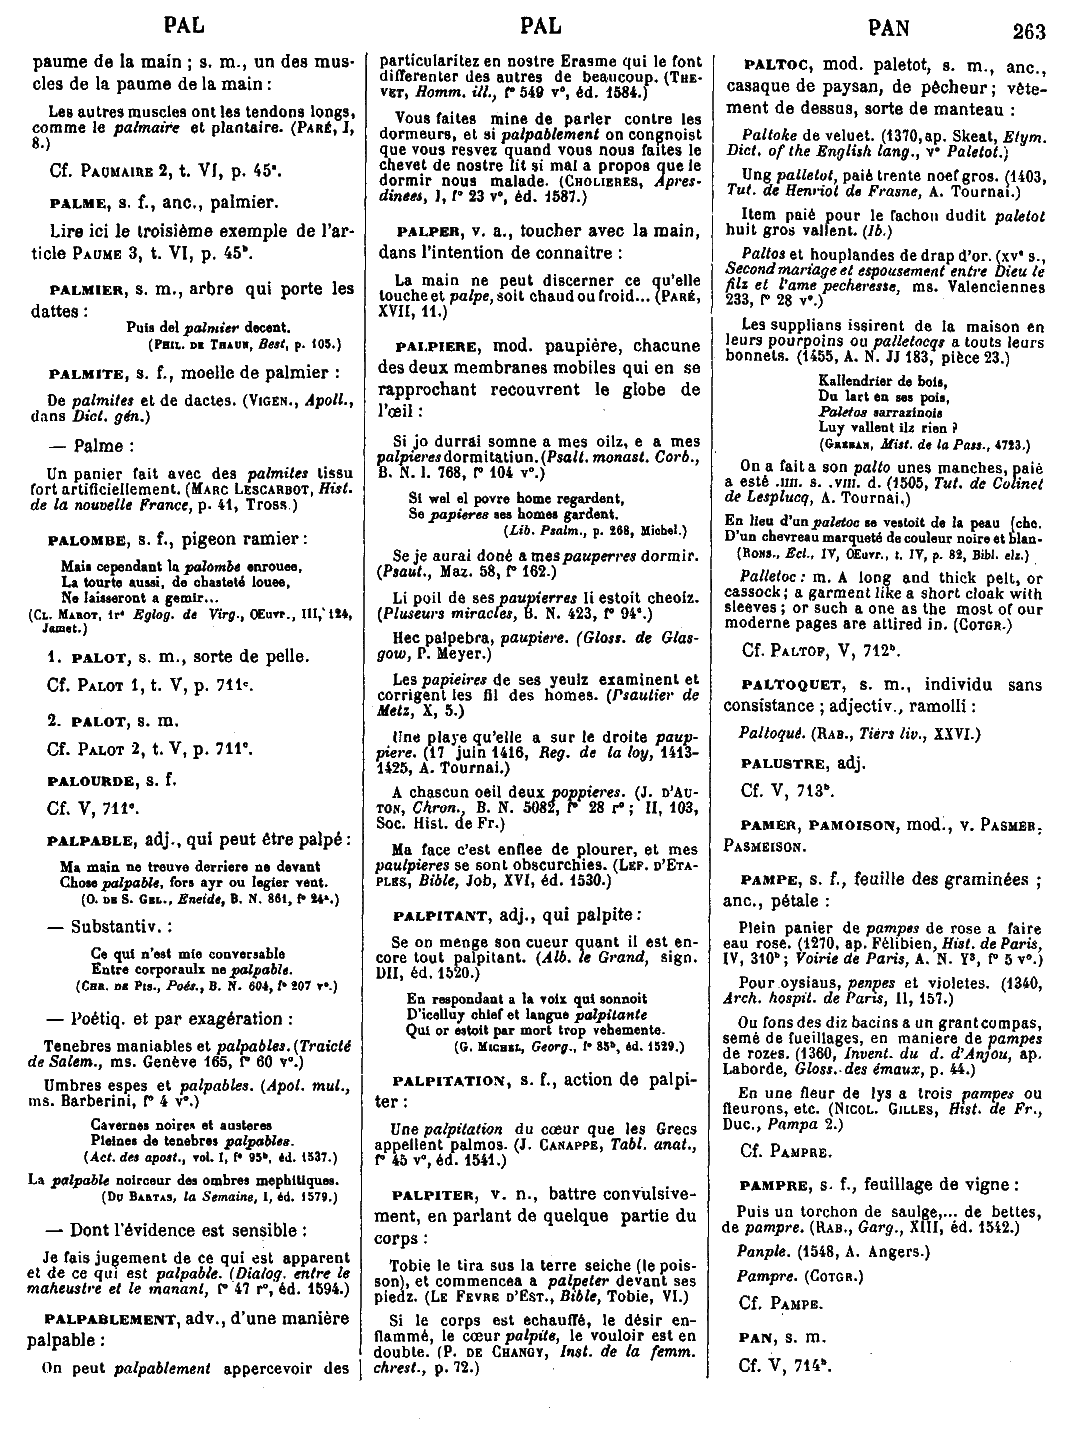 PAL PAL PAN 263
paume de la main ; s. m., un des mus-
cles de la paume de la main :
Les autres muscles ont les tendons longs,
comme le palmaire et plantaire. (PARÉ, I,
8.)
Cf. PAUMAIRE 2, t. VI, p. 45ᶜ.
PALME, s. f., anc., palmier.
Lire ici le troisième exemple de l'ar-
ticle PAUME 3, t. VI, p. 45ᵇ.
PALMIER, s. m., arbre qui porte les
dattes :
Puis del palmier decent.
(PHIL. DE THAUN, Best, p. 105.)
PALMITE, s. f., moelle de palmier :
De palmites et de dactes. (VIGEN., Apoll.,
dans Dict. gén.)
— Palme :
Un panier fait avec des palmites tissu
fort artificiellement. (MARC LESCARBOT, Hist.
de la nouvelle France, p. 41, Tross.)
PALOMBE, s. f., pigeon ramier :
Mais cependant la palombe enrouee,
La tourte aussi, de chasteté louee,
Ne laisseront a gemir...
(CL. MAROT, 1ʳᵉ Eglog. de Virg., Œuvr., III, 124,
Jamet.)
1. PALOT, s. m., sorte de pelle.
Cf. PALOT 1, t. V, p. 711ᶜ.
2. PALOT, s. m.
Cf. PALOT 2, t. V, p. 711ᶜ.
PALOURDE, s. f.
Cf. V, 711ᶜ.
PALPABLE, adj., qui peut être palpé :
Ma main ne treuve derriere ne devant
Chose palpable, fors ayr ou legier vent.
(O. DE S. GEL., Eneide, B. N. 861, fº 24ᵃ.)
— Substantiv. :
Ce qui n'est mie conversable
Entre corporaulx ne palpable.
(CHR. DE PIS., Poés., B. N. 604, fº 207 vº.)
— Poétiq. et par exagération :
Tenebres maniables et palpables. (Traicté
de Salem., ms. Genève 165, fº 60 vº.)
Umbres espes et palpables. (Apol. mul.,
ms. Barberini, fº 4 vº.)
Cavernes noires et austeres
Pleines de tenebres palpables.
(Act. des apost., vol. I, fº 95ᵇ, éd. 1537.)
La palpable noirceur des ombres mephitiques.
(DU BARTAS, la Semaine, I, éd. 1579.)
— Dont l'évidence est sensible :
Je fais jugement de ce qui est apparent
et de ce qui est palpable. (Dialog. entre le
maheustre et le manant, fº 47 rº, éd. 1594.)
PALPABLEMENT, adv., d'une manière
palpable :
On peut palpablement appercevoir des
particularitez en nostre Erasme qui le font
differenter des autres de beaucoup. (THE-
VET, Homm. ill., fº 549 vº, éd. 1584.)
Vous faites mine de parler contre les
dormeurs, et si palpablement on congnoist
que vous resvez quand vous nous faites le
chevet de nostre lit si mal a propos que le
dormir nous malade. (CHOLIERES, Apres-
dinees, I, fº 23 vº, éd. 1587.)
PALPER, v. a., toucher avec la main,
dans l'intention de connaître :
La main ne peut discerner ce qu'elle
touche et palpe, soit chaud ou froid... (PARÉ,
XVII, 11.)
PALPIERE, mod. paupière, chacune
des deux membranes mobiles qui en se
rapprochant recouvrent le globe de
l'œil :
Si jo durrai somne a mes oilz, e a mes
palpieres dormitatiun. (Psalt. monast. Corb.,
B. N. l. 768, fº 104 vº.)
Si wel el povre home regardent,
Se papieres ses homes gardent.
(Lib. Psalm., p. 268, Michel.)
Se je aurai doné a mes pauperres dormir.
(Psaut., Maz. 58, fº 162.)
Li poil de ses paupierres li estoit cheoiz.
(Pluseurs miracles, B. N. 423, fº 94ᶜ.)
Hec palpebra, paupiere. (Gloss. de Glas-
gow, P. Meyer.)
Les papieires de ses yeulz examinent et
corrigent les fil des homes. (Psautier de
Metz, X, 5.)
Une playe qu'elle a sur le droite paup-
piere. (17 juin 1416, Reg. de la loy, 1413-
1425, A. Tournai.)
A chascun oeil deux poppieres. (J. D'AU-
TON, Chron., B. N. 5082, fº 28 rº ; II, 103,
Soc. Hist. de Fr.)
Ma face c'est enflee de plourer, et mes
paulpieres se sont obscurchies. (LEF. D'ETA-
PLES, Bible, Job, XVI, éd. 1530.)
PALPITANT, adj., qui palpite :
Se on menge son cueur quant il est en-
core tout palpitant. (Alb. le Grand, sign.
DII, éd. 1520.)
En respondant a la voix qui sonnoit
D'icelluy chief et langue palpitante
Qui or estoit par mort trop vehemente.
(G. MICHEL, Georg., fº 85ᵇ, éd. 1529.)
PALPITATION, s. f., action de palpi-
ter :
Une palpitation du cœur que les Grecs
appellent palmos. (J. CANAPPE, Tabl. anat.,
fº 45 vº, éd. 1541.)
PALPITER, v. n., battre convulsive-
ment, en parlant de quelque partie du
corps :
Tobie le tira sus la terre seiche (le pois-
son), et commencea a palpeter devant ses
piedz. (LE FEVRE D'EST., Bible, Tobie, VI.)
Si le corps est échauffé, le désir en-
flammé, le cœur palpite, le vouloir est en
double. (P. DE CHANGY, Inst. de la femm.
chrest., p. 72.)
PALTOC, mod. paletot, s. m., anc.,
casaque de paysan, de pêcheur ; vête-
ment de dessus, sorte de manteau :
Paltoke de veluet. (1370, ap. Skeat, Etym.
Dict. of the English lang., vº Paletot.)
Ung palletot, paié trente noef gros. (1403,
Tut. de Henriot de Frasne, A. Tournai.)
Item paié pour le fachon dudit paletot
huit gros vallent. (Ib.)
Paltos et houplandes de drap d'or. (XVᵉ s.,
Second mariage et espousement entre Dieu le
filz et l'ame pecheresse, ms. Valenciennes
233, fº 28 vº.)
Les supplians issirent de la maison en
leurs pourpoins ou palletocqs a touts leurs
bonnets. (1455, A. N. JJ 183, pièce 23.)
Kallendrier de bois,
Du lart en ses pois,
Paletos sarrazinois
Luy vallent ilz rien ?
(GREBAN, Mist. de la Pass., 4723.)
On a fait a son palto unes manches, paié
a esté .IIII. s. .VIII. d. (1505, Tut. de Colinet
de Lesplucq, A. Tournai.)
En lieu d'un paletoc se vestoit de la peau (che.
D'un chevreau marqueté de couleur noire et blan-
(RONS., Ecl., IV, Œuvr., t. IV, p. 82, Bibl. elz.)
Palletoc : m. A long and thick pelt, or
cassock ; a garment like a short cloak with
sleeves ; or such a one as the most of our
moderne pages are attired in. (COTGR.)
Cf. PALTOP, V, 712ᵇ.
PALTOQUET, s. m., individu sans
consistance ; adjectiv., ramolli :
Paltoqué. (RAB., Tiers liv., XXVI.)
PALUSTRE, adj.
Cf. V, 713ᵇ.
PAMER, PAMOISON, mod., v. PASMER,
PASMEISON.
PAMPE, s. f., feuille des graminées ;
anc., pétale :
Plein panier de pampes de rose a faire
eau rose. (1270, ap. Félibien, Hist. de Paris,
IV, 310ᵇ ; Voirie de Paris, A. N. Y³, fº 5 vº.)
Pour oysiaus, penpes et violetes. (1340,
Arch. hospit. de Paris, II, 157.)
Ou fons des diz bacins a un grant compas,
semé de fueillages, en maniere de pampes
de rozes. (1360, Invent. du d. d'Anjou, ap.
Laborde, Gloss. des émaux, p. 44.)
En une fleur de lys a trois pampes ou
fleurons, etc. (NICOL. GILLES, Hist. de Fr.,
Duc., Pampa 2.)
Cf. PAMPRE.
PAMPRE, s. f., feuillage de vigne :
Puis un torchon de saulge,... de bettes,
de pampre. (RAB., Garg., XIII, éd. 1542.)
Panple. (1548, A. Angers.)
Pampre. (COTGR.)
Cf. PAMPE.
PAN, s. m.
Cf. V, 714ᵇ.